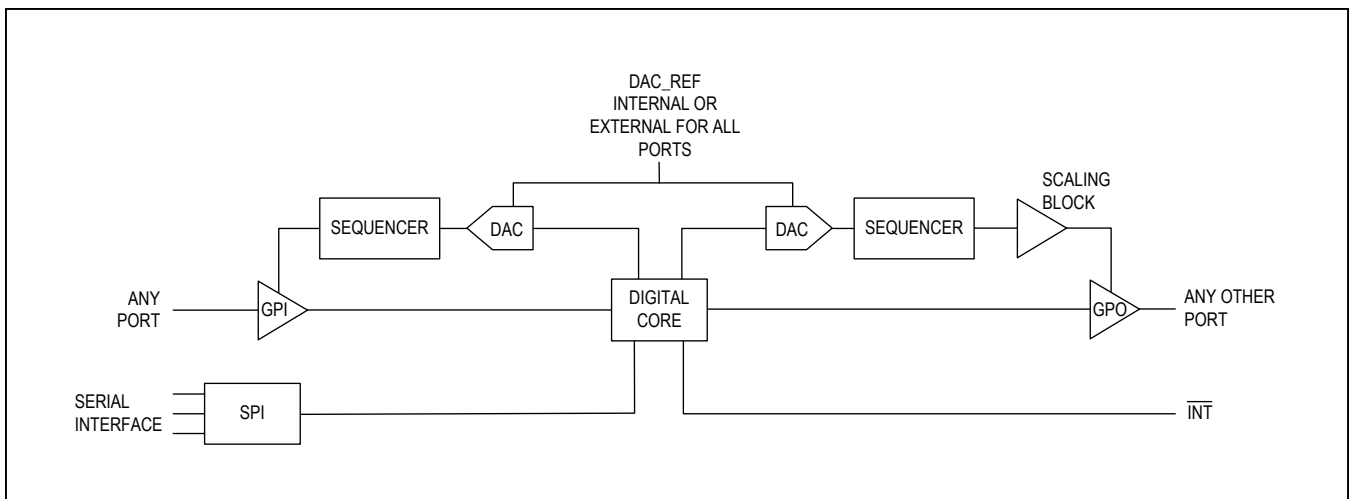 DAC_REF
INTERNAL OR
EXTERNAL FOR ALL
PORTS
SCALING
BLOCK
SEQUENCER
DAC
DAC
SEQUENCER
ANY
PORT
GPI
DIGITAL
CORE
GPO
ANY OTHER
PORT
SERIAL
INTERFACE
SPI
INT